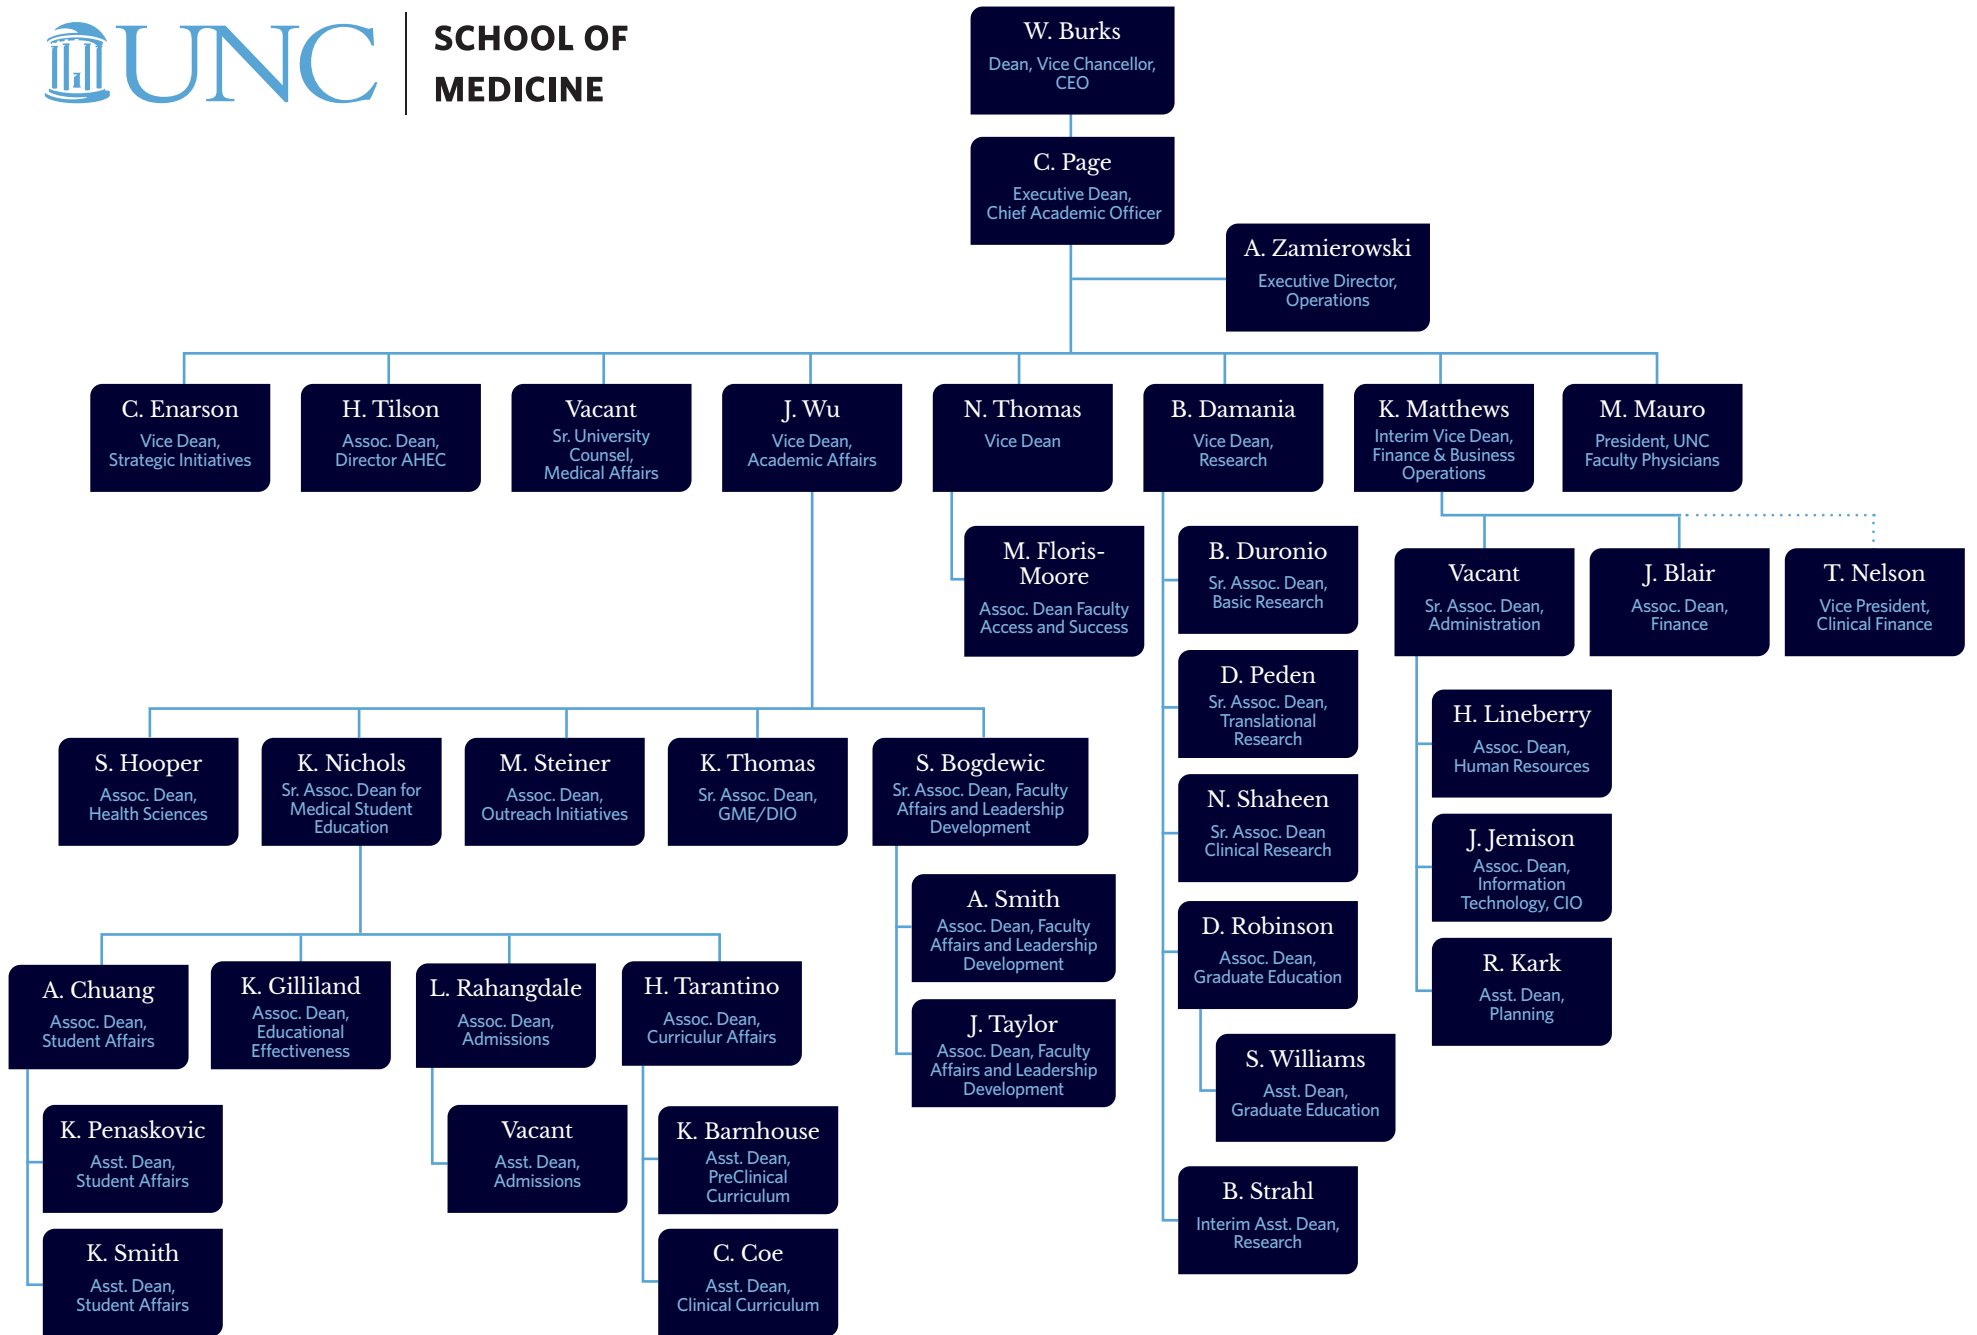 UNC
SCHOOL OF
MEDICINE
W. Burks
Dean, Vice Chancellor,
CEO
C. Page
Executive Dean,
Chief Academic Officer
A. Zamierowski
Executive Director,
Operations
C. Enarson
Vice Dean,
Strategic Initiatives
H. Tilson
Assoc. Dean,
Director AHEC
Vacant
Sr. University
Counsel,
Medical Affairs
J. Wu
Vice Dean,
Academic Affairs
N. Thomas
Vice Dean
B. Damania
Vice Dean,
Research
K. Matthews
Interim Vice Dean,
Finance & Business
Operations
M. Mauro
President, UNC
Faculty Physicians
M. Floris-
Moore
Assoc. Dean Faculty
Access and Success
B. Duronio
Sr. Assoc. Dean,
Basic Research
D. Peden
Sr. Assoc. Dean,
Translational
Research
N. Shaheen
Sr. Assoc. Dean
Clinical Research
D. Robinson
Assoc. Dean,
Graduate Education
S. Williams
Asst. Dean,
Graduate Education
B. Strahl
Interim Asst. Dean,
Research
Vacant
Sr. Assoc. Dean,
Administration
J. Blair
Assoc. Dean,
Finance
T. Nelson
Vice President,
Clinical Finance
H. Lineberry
Assoc. Dean,
Human Resources
J. Jemison
Assoc. Dean,
Information
Technology, CIO
R. Kark
Asst. Dean,
Planning
S. Hooper
Assoc. Dean,
Health Sciences
K. Nichols
Sr. Assoc. Dean for
Medical Student
Education
M. Steiner
Assoc. Dean,
Outreach Initiatives
K. Thomas
Sr. Assoc. Dean,
GME/DIO
S. Bogdewic
Sr. Assoc. Dean, Faculty
Affairs and Leadership
Development
A. Smith
Assoc. Dean, Faculty
Affairs and Leadership
Development
J. Taylor
Assoc. Dean, Faculty
Affairs and Leadership
Development
A. Chuang
Assoc. Dean,
Student Affairs
K. Gilliland
Assoc. Dean,
Educational
Effectiveness
L. Rahangdale
Assoc. Dean,
Admissions
H. Tarantino
Assoc. Dean,
Curriculur Affairs
K. Penaskovic
Asst. Dean,
Student Affairs
K. Smith
Asst. Dean,
Student Affairs
Vacant
Asst. Dean,
Admissions
K. Barnhouse
Asst. Dean,
PreClinical
Curriculum
C. Coe
Asst. Dean,
Clinical Curriculum